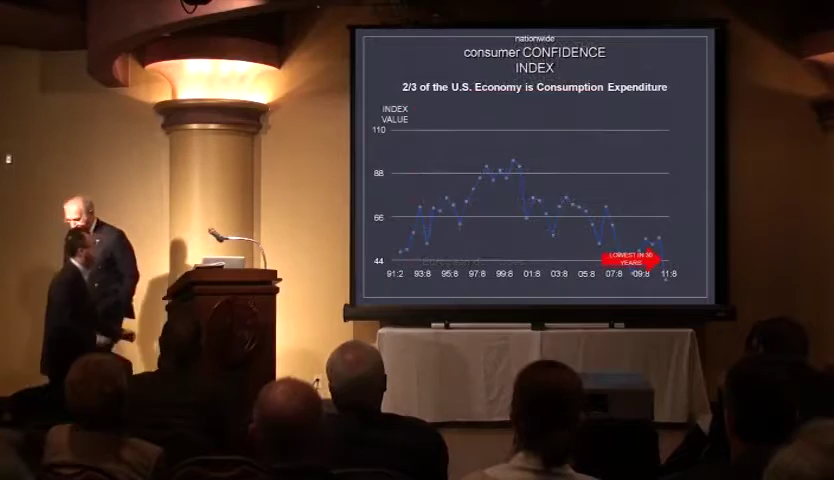 nationwide
consumer CONFIDENCE
INDEX
2/3 of the U.S. Economy is Consumption Expenditure
INDEX
VALUE
110
88
66
44
LOWEST IN 30
YEARS
91:2 93:8 95:8 97:8 99:8 01:8 03:8 05:8 07:8 09:8 11:8